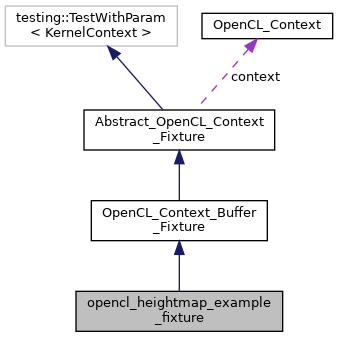 testing::TestWithParam
< KernelContext >
OpenCL_Context
context
Abstract_OpenCL_Context
_Fixture
OpenCL_Context_Buffer
_Fixture
opencl_heightmap_example
_fixture